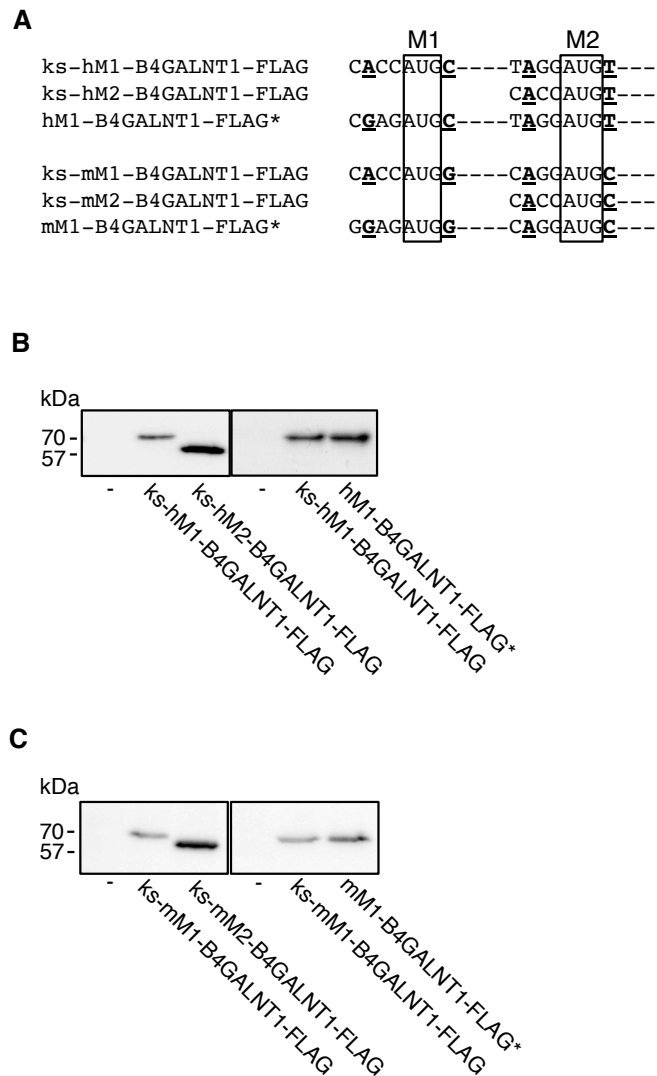 A
M1 M2
ks-hM1-B4GALNT1-FLAG CACCAUGC----TAGGAUGT---
ks-hM2-B4GALNT1-FLAG CACCAUGT---
hM1-B4GALNT1-FLAG* CGAGAUGC----TAGGAUGT---
ks-mM1-B4GALNT1-FLAG CACCAUGG----CAGGAUGC---
ks-mM2-B4GALNT1-FLAG CACCAUGC---
mM1-B4GALNT1-FLAG* GGAGAUGG----CAGGAUGC---
B
kDa
70-
57-
-
ks-hM1-B4GALNT1-FLAG
ks-hM2-B4GALNT1-FLAG
-
ks-hM1-B4GALNT1-FLAG
hM1-B4GALNT1-FLAG*
C
kDa
70-
57-
-
ks-mM1-B4GALNT1-FLAG
ks-mM2-B4GALNT1-FLAG
-
ks-mM1-B4GALNT1-FLAG
mM1-B4GALNT1-FLAG*